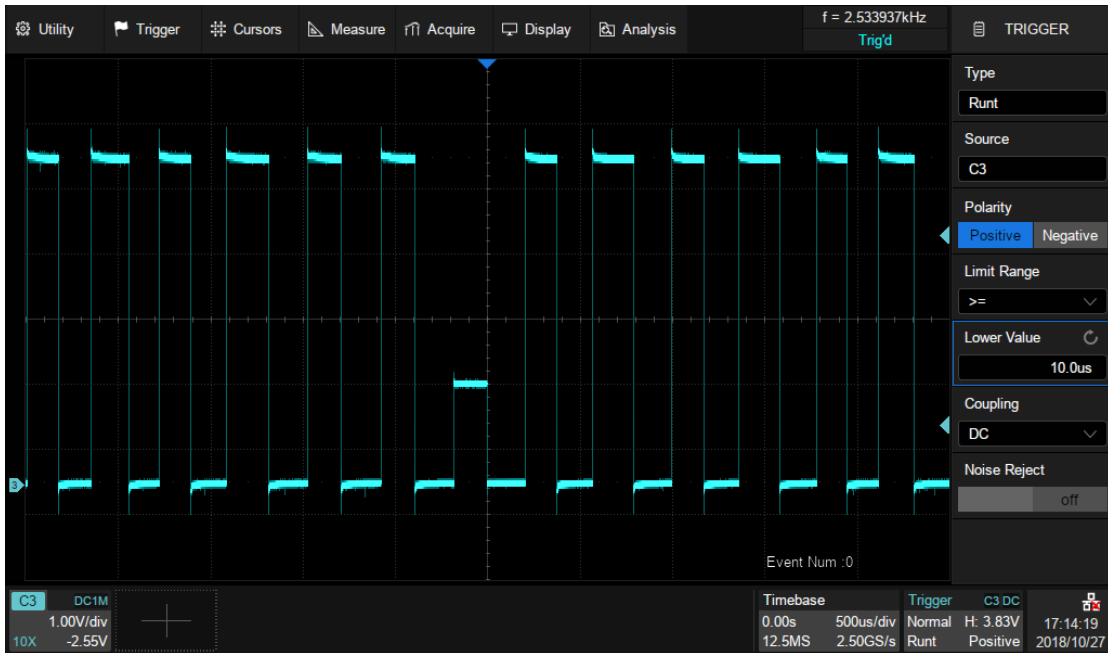 Utility Trigger Cursors Measure Acquire Display Analysis
f = 2.533937kHz
Trig'd
TRIGGER
Type
Runt
Source
C3
Polarity
Positive Negative
Limit Range
>=
Lower Value
10.0us
Coupling
DC
Noise Reject
off
3
Event Num :0
C3 DC1M
1.00V/div
10X -2.55V
Timebase
0.00s 500us/div
12.5MS 2.50GS/s
Trigger C3 DC
Normal H: 3.83V
Runt Positive
17:14:19
2018/10/27